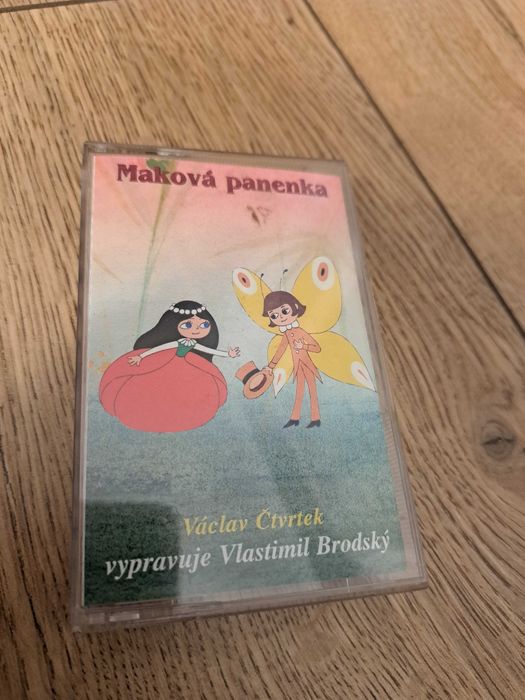 Maková panenka
Václav Čtvrtek
vypravuje Vlastimil Brodský